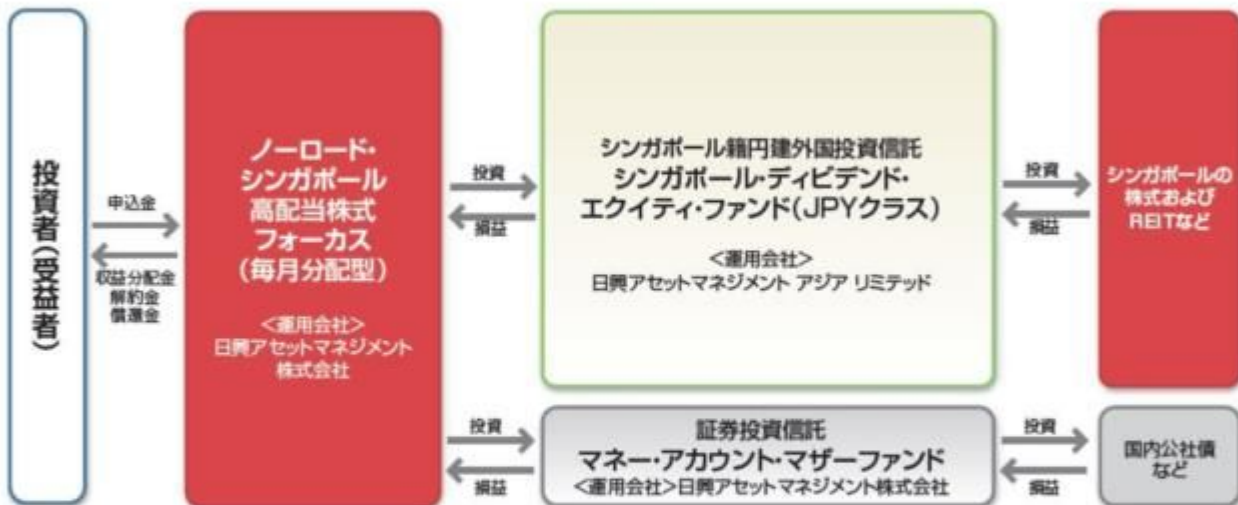 投資者(受益者)
申込金
収益分配金
解約金
償還金
ノーロード・
シンガポール
高配当株式
フォーカス
(毎月分配型)
<運用会社>
日興アセットマネジメント
株式会社
投資
損益
シンガポール籍円建外国投資信託
シンガポール・ディビデンド・
エクイティ・ファンド(JPYクラス)
<運用会社>
日興アセットマネジメント アジア リミテッド
投資
損益
シンガポールの
株式および
REITなど
投資
損益
証券投資信託
マネー・アカウント・マザーファンド
<運用会社>日興アセットマネジメント株式会社
投資
損益
国内公社債
など